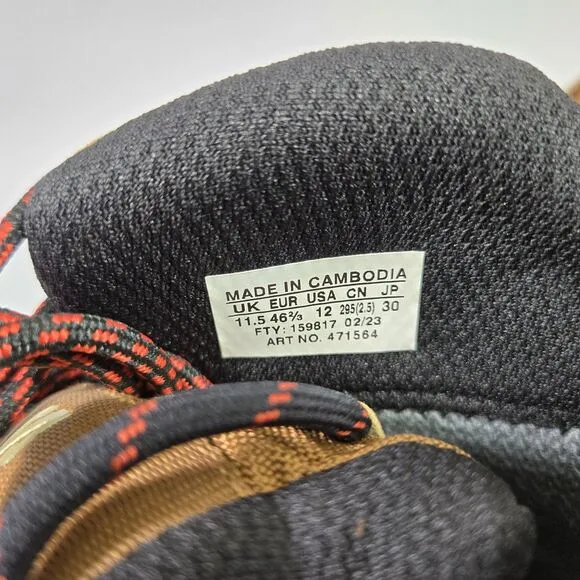 MADE IN CAMBODIA
UK EUR USA CN JP
11.5 46⅔ 12 295(2.5) 30
FTY: 159817 02/23
ART NO. 471564